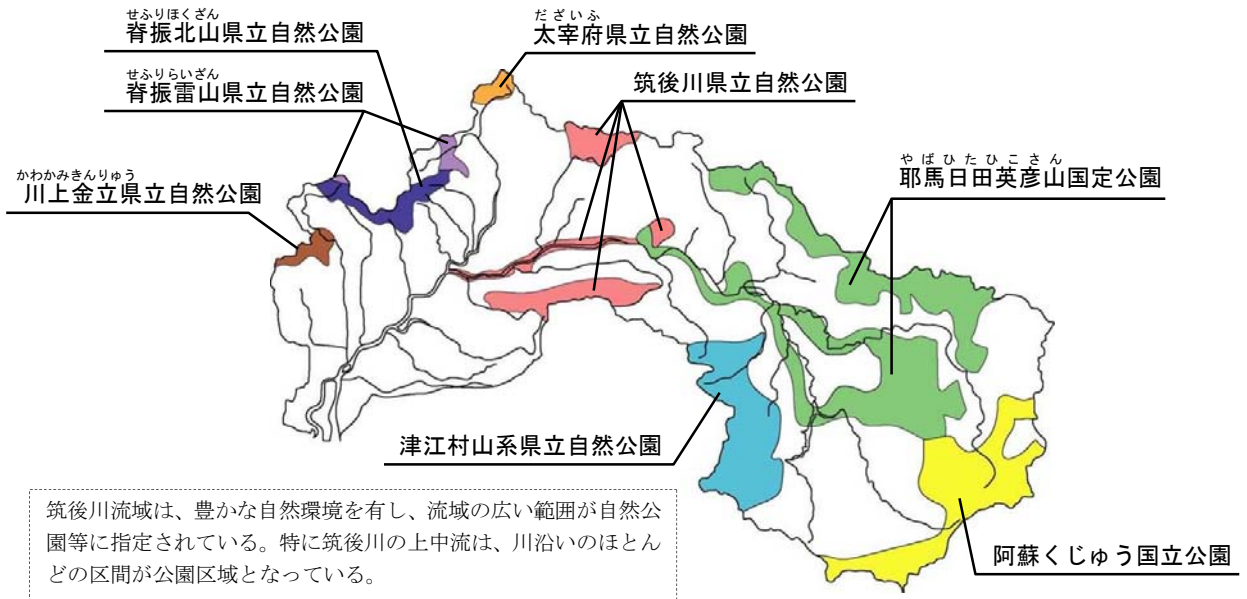 せふりほくざん
脊振北山県立自然公園
だざいふ
太宰府県立自然公園
せふりらいざん
脊振雷山県立自然公園
筑後川県立自然公園
かわかみきんりゅう
川上金立県立自然公園
やばひたひこさん
耶馬日田英彦山国定公園
津江村山系県立自然公園
阿蘇くじゅう国立公園
筑後川流域は、豊かな自然環境を有し、流域の広い範囲が自然公
園等に指定されている。特に筑後川の上中流は、川沿いのほとん
どの区間が公園区域となっている。